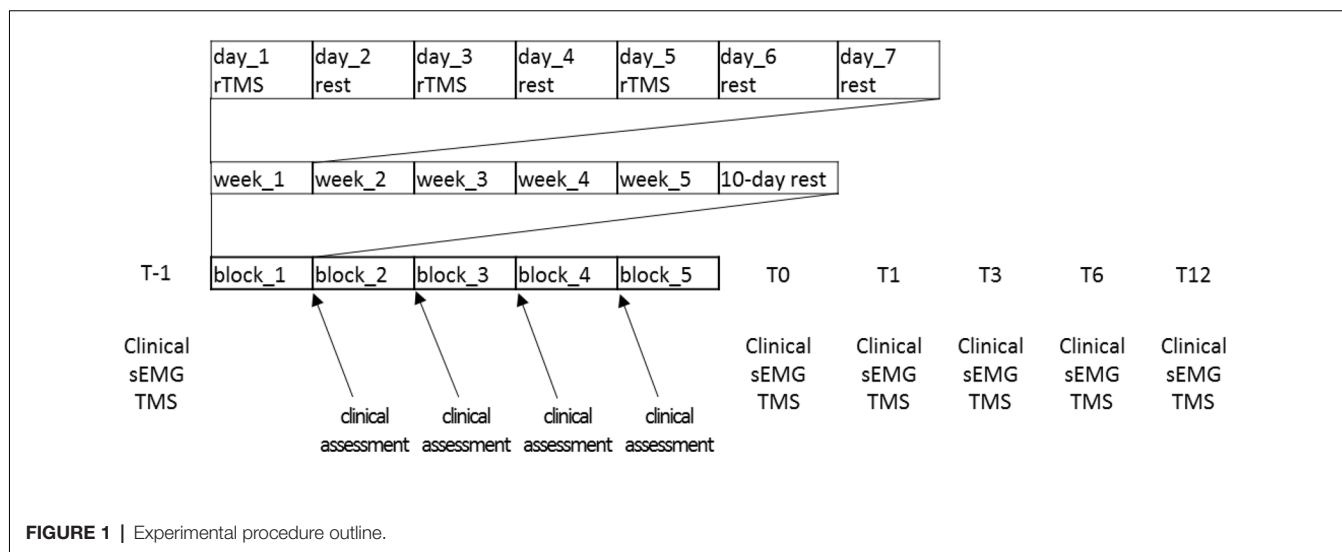 day_1 day_2 day_3 day_4 day_5 day_6 day_7
rTMS rest rTMS rest rTMS rest rest
week_1 week_2 week_3 week_4 week_5 10-day rest
T-1 block_1 block_2 block_3 block_4 block_5 T0 T1 T3 T6 T12
Clinical Clinical Clinical Clinical Clinical Clinical
sEMG sEMG sEMG sEMG sEMG sEMG
TMS TMS TMS TMS TMS TMS
clinical clinical clinical clinical
assessment assessment assessment assessment
FIGURE 1 | Experimental procedure outline.